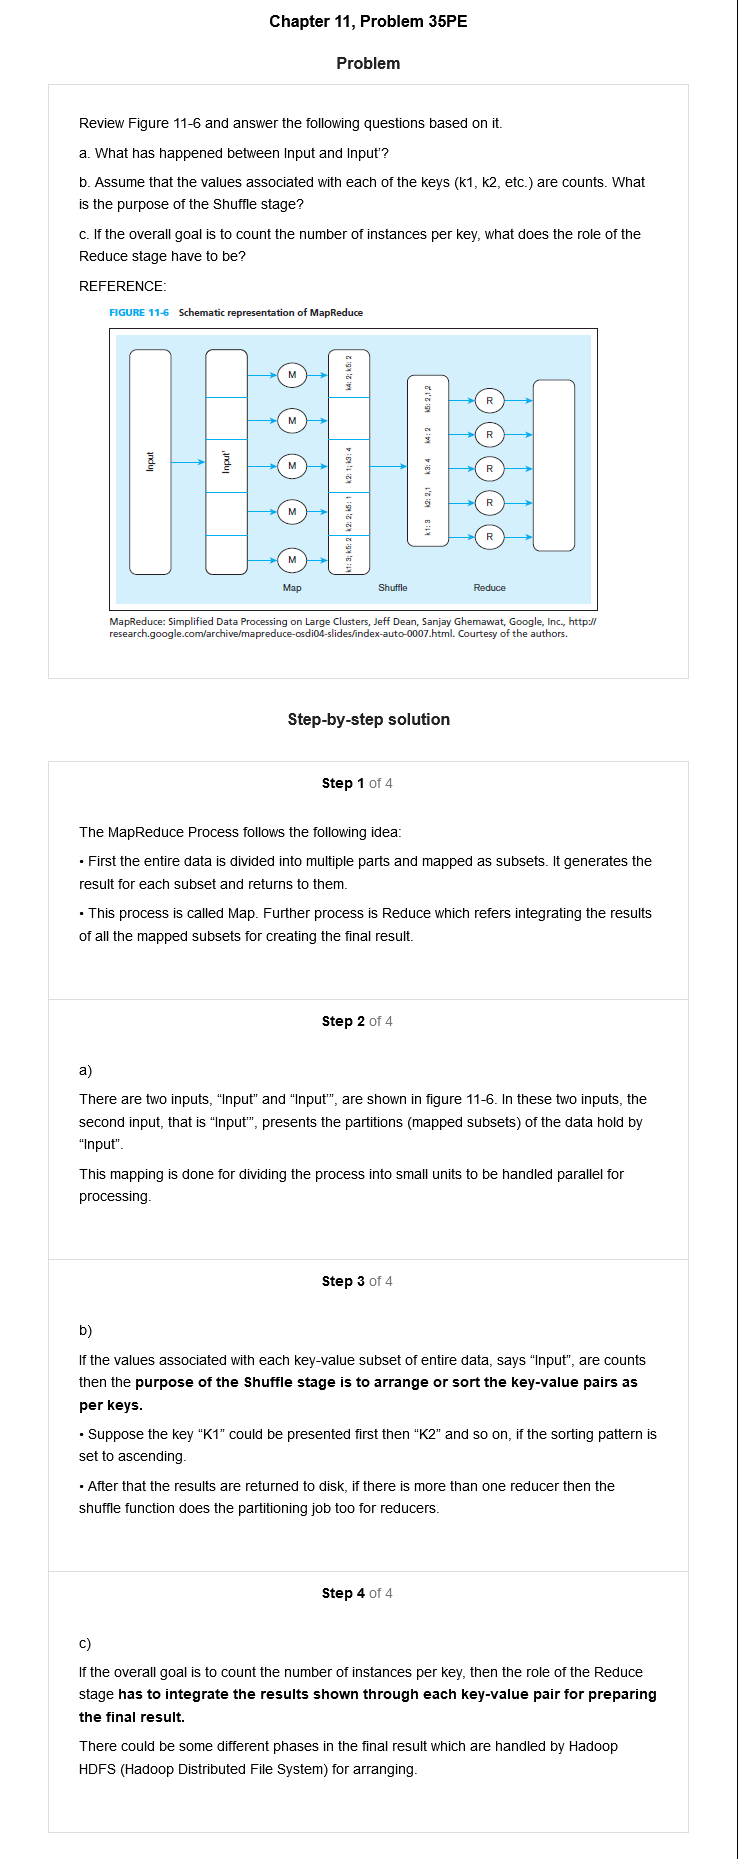 Chapter 11, Problem 35PE
Problem
Review Figure 11-6 and answer the following questions based on it.
a. What has happened between Input and Input'?
b. Assume that the values associated with each of the keys (k1, k2, etc.) are counts. What
is the purpose of the Shuffle stage?
c. If the overall goal is to count the number of instances per key, what does the role of the
Reduce stage have to be?
REFERENCE:
FIGURE 11-6 Schematic representation of MapReduce
Input
Input'
M
M
M
M
M
k4: 2; k5: 2
k2: 1; k3: 4
k2: 2; k5: 1
k1: 3; k5: 2
k5: 2,1,2
k4: 2
k3: 4
k2: 2,1
k1: 3
R
R
R
R
R
Map
Shuffle
Reduce
MapReduce: Simplified Data Processing on Large Clusters, Jeff Dean, Sanjay Ghemawat, Google, Inc., http://
research.google.com/archive/mapreduce-osdi04-slides/index-auto-0007.html. Courtesy of the authors.
Step-by-step solution
Step 1 of 4
The MapReduce Process follows the following idea:
• First the entire data is divided into multiple parts and mapped as subsets. It generates the
result for each subset and returns to them.
• This process is called Map. Further process is Reduce which refers integrating the results
of all the mapped subsets for creating the final result.
Step 2 of 4
a)
There are two inputs, “Input” and “Input'”, are shown in figure 11-6. In these two inputs, the
second input, that is “Input'”, presents the partitions (mapped subsets) of the data hold by
“Input”.
This mapping is done for dividing the process into small units to be handled parallel for
processing.
Step 3 of 4
b)
If the values associated with each key-value subset of entire data, says “Input”, are counts
then the purpose of the Shuffle stage is to arrange or sort the key-value pairs as
per keys.
• Suppose the key “K1” could be presented first then “K2” and so on, if the sorting pattern is
set to ascending.
• After that the results are returned to disk, if there is more than one reducer then the
shuffle function does the partitioning job too for reducers.
Step 4 of 4
c)
If the overall goal is to count the number of instances per key, then the role of the Reduce
stage has to integrate the results shown through each key-value pair for preparing
the final result.
There could be some different phases in the final result which are handled by Hadoop
HDFS (Hadoop Distributed File System) for arranging.